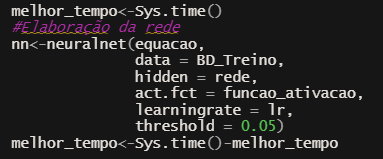 melhor_tempo<-Sys.time()
#Elaboração da rede
nn<-neuralnet(equacao,
data = BD_Treino,
hidden = rede,
act.fct = funcao_ativacao,
learningrate = lr,
threshold = 0.05)
melhor_tempo<-Sys.time()-melhor_tempo